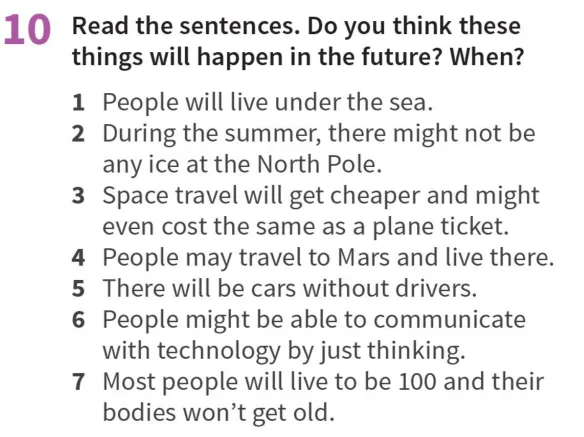 10 Read the sentences. Do you think these
things will happen in the future? When?
1 People will live under the sea.
2 During the summer, there might not be
any ice at the North Pole.
3 Space travel will get cheaper and might
even cost the same as a plane ticket.
4 People may travel to Mars and live there.
5 There will be cars without drivers.
6 People might be able to communicate
with technology by just thinking.
7 Most people will live to be 100 and their
bodies won't get old.